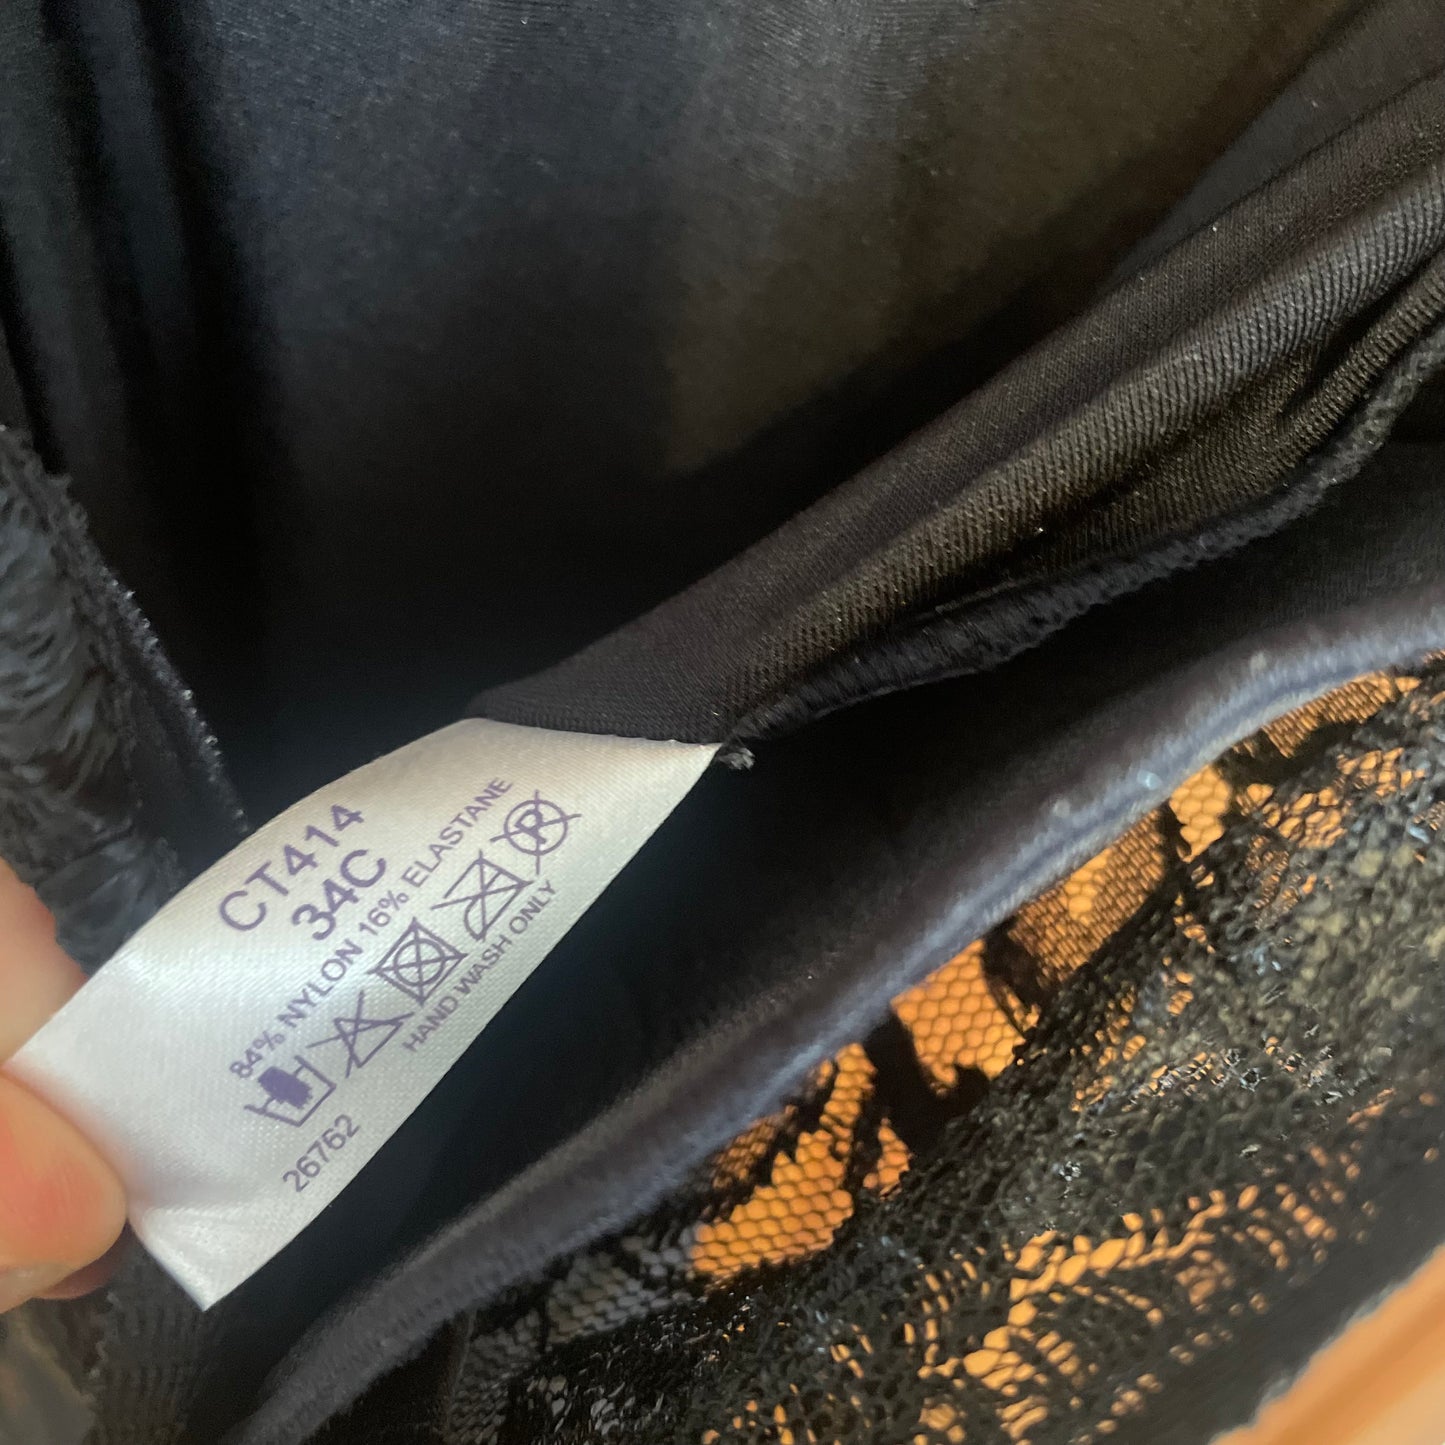 CT414
34C
84% NYLON 16% ELASTANE
P
HAND WASH ONLY
26762